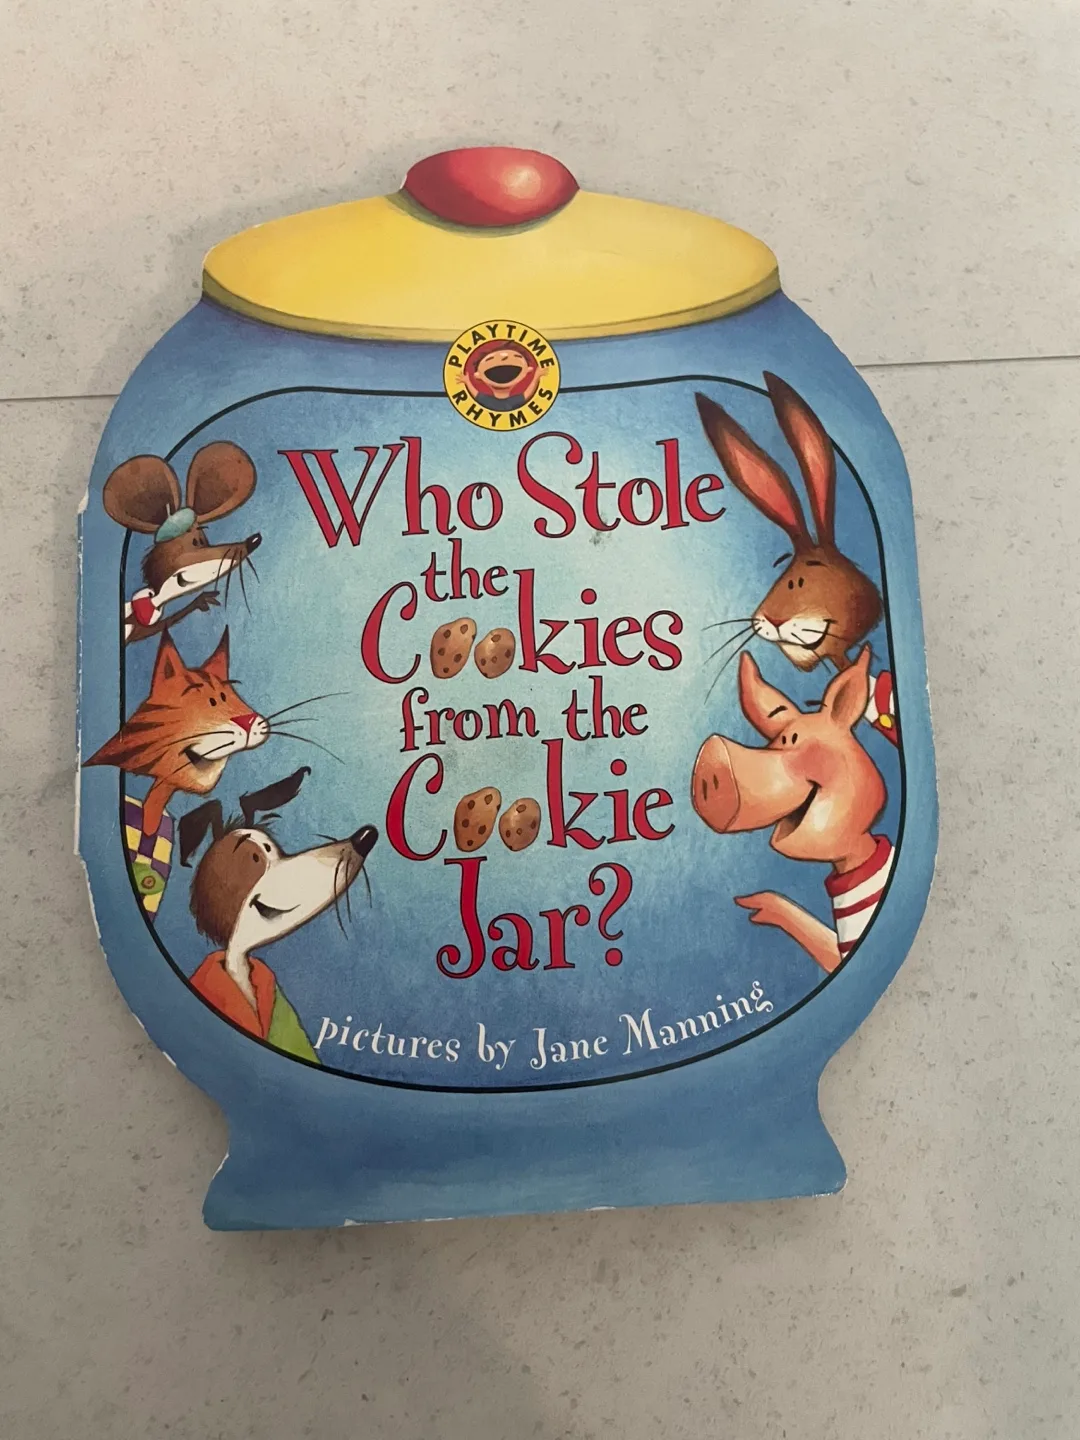 PLAYTIME
RHYMES
Who Stole
the
Cookies
from the
Cookie
Jar?
pictures by Jane Manning